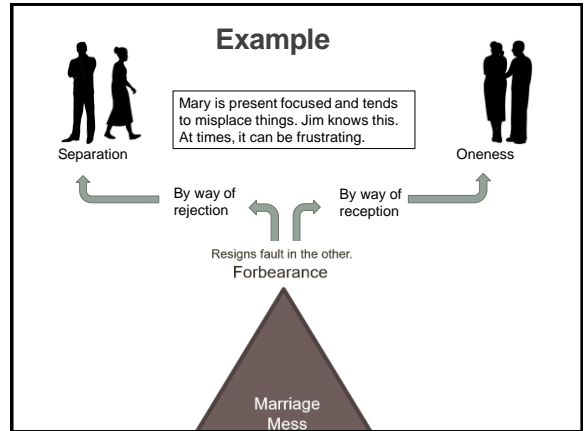 Example
Mary is present focused and tends
to misplace things. Jim knows this.
At times, it can be frustrating.
Separation
Oneness
By way of
rejection
By way of
reception
Resigns fault in the other.
Forbearance
Marriage
Mess